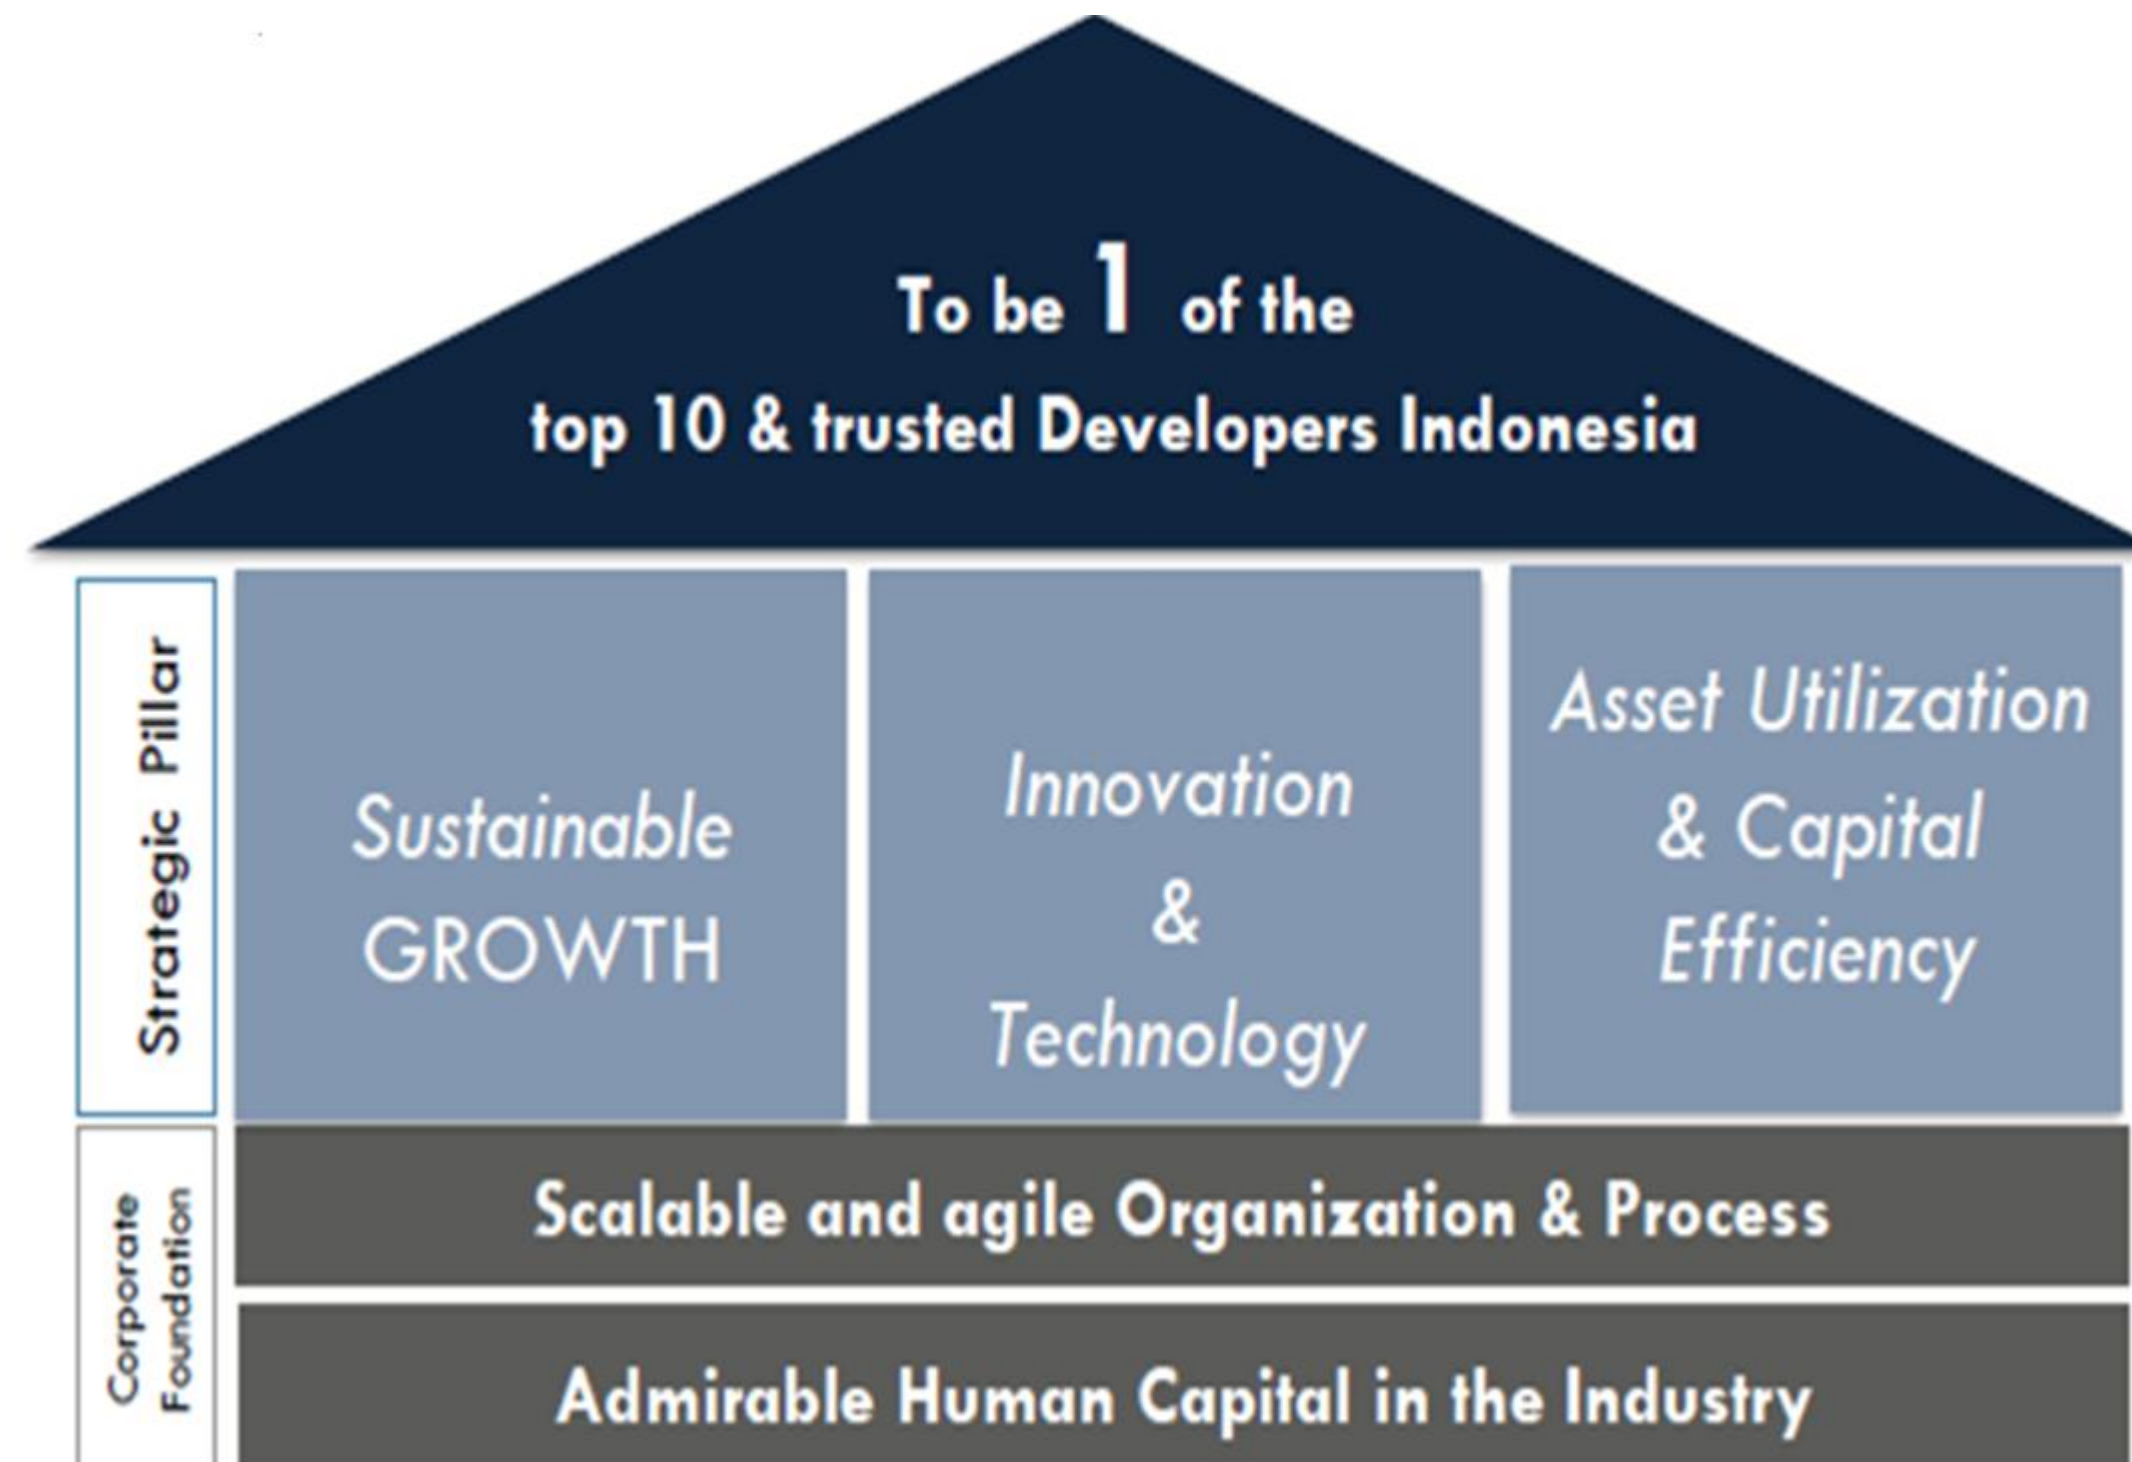 To be 1 of the
top 10 & trusted Developers Indonesia
Strategic Pillar
Sustainable
GROWTH
Innovation
&
Technology
Asset Utilization
& Capital
Efficiency
Corporate
Foundation
Scalable and agile Organization & Process
Admirable Human Capital in the Industry